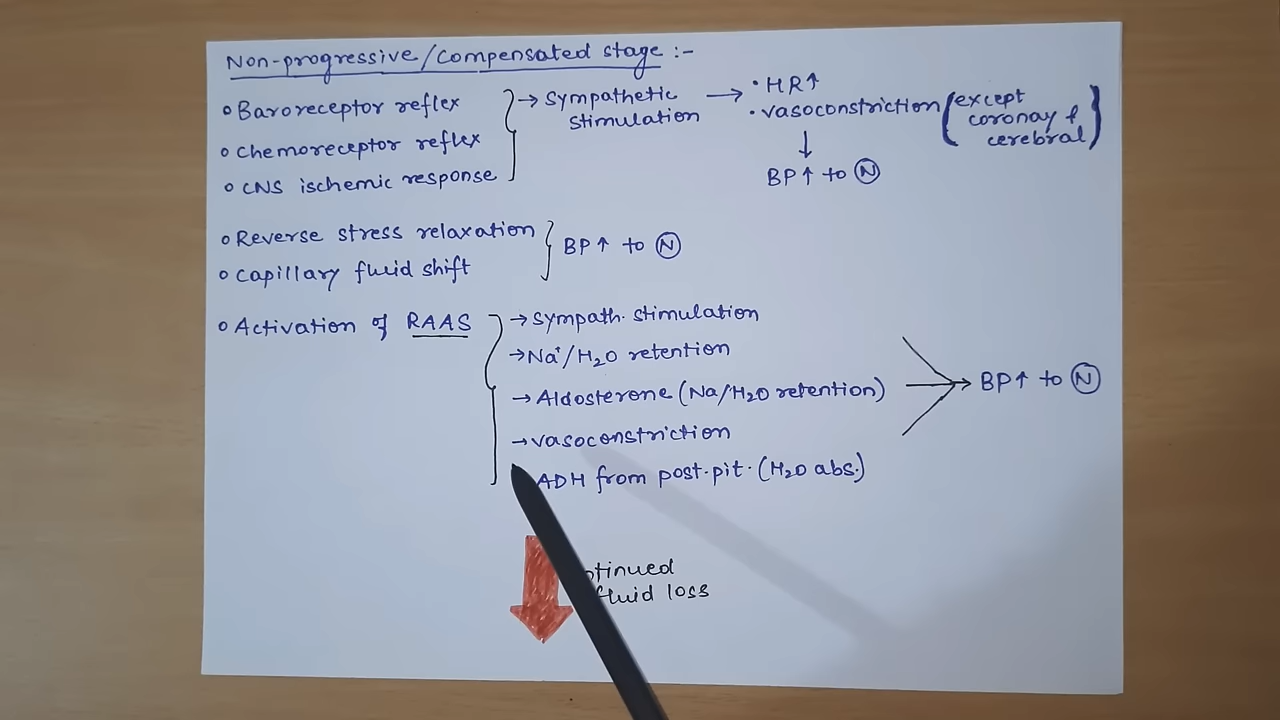 Non-progressive/compensated stage :-
• Baroreceptor reflex
• Chemoreceptor reflex
• CNS ischemic response
→ Sympathetic stimulation → • HR↑
• vasoconstriction (except coronay & cerebral)
↓
BP↑ to Ⓝ
• Reverse stress relaxation
• Capillary fluid shift
BP↑ to Ⓝ
• Activation of RAAS
→ Sympath. stimulation
→ Na⁺/H₂O retention
→ Aldosterone (Na/H₂O retention)
→ vasoconstriction
ADH from post.pit. (H₂O abs.)
→ BP↑ to Ⓝ
fluid loss